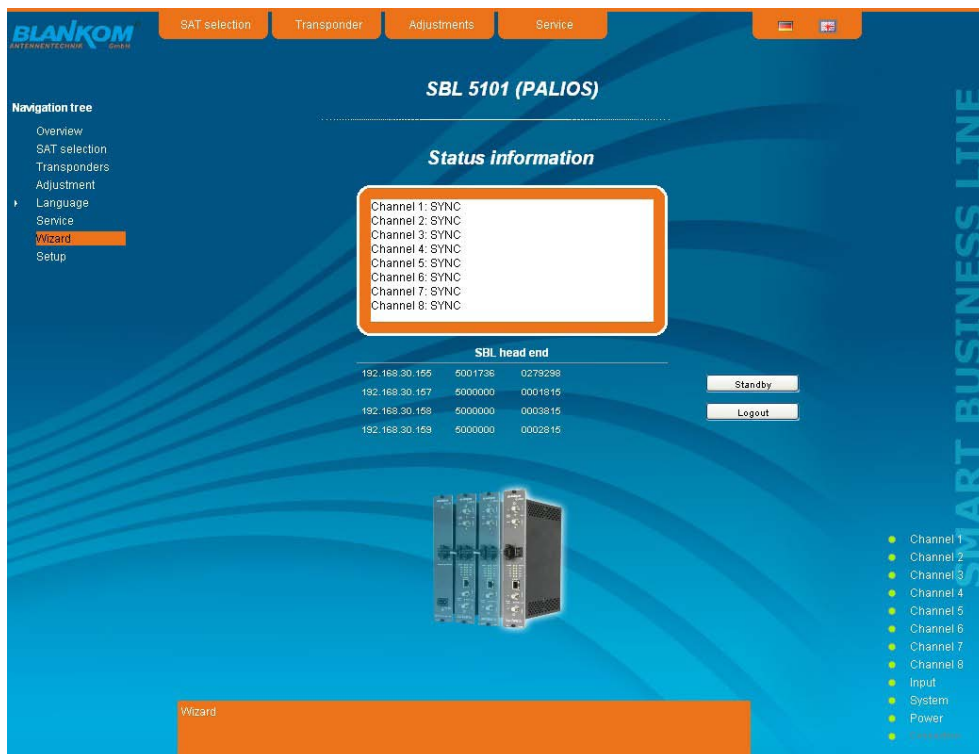 BLANKOM
ANTENNENTECHNIK GmbH
SAT selection
Transponder
Adjustments
Service
SBL 5101 (PALIOS)
Navigation tree
Overview
SAT selection
Transponders
Adjustment
Language
Service
Wizard
Setup
Status information
Channel 1: SYNC
Channel 2: SYNC
Channel 3: SYNC
Channel 4: SYNC
Channel 5: SYNC
Channel 6: SYNC
Channel 7: SYNC
Channel 8: SYNC
SBL head end
192.168.30.155 5001736 0279298
192.168.30.157 5000000 0001815
192.168.30.158 5000000 0003815
192.168.30.159 5000000 0002815
Standby
Logout
SMART BUSINESS LINE
Channel 1
Channel 2
Channel 3
Channel 4
Channel 5
Channel 6
Channel 7
Channel 8
Input
System
Power
Wizard